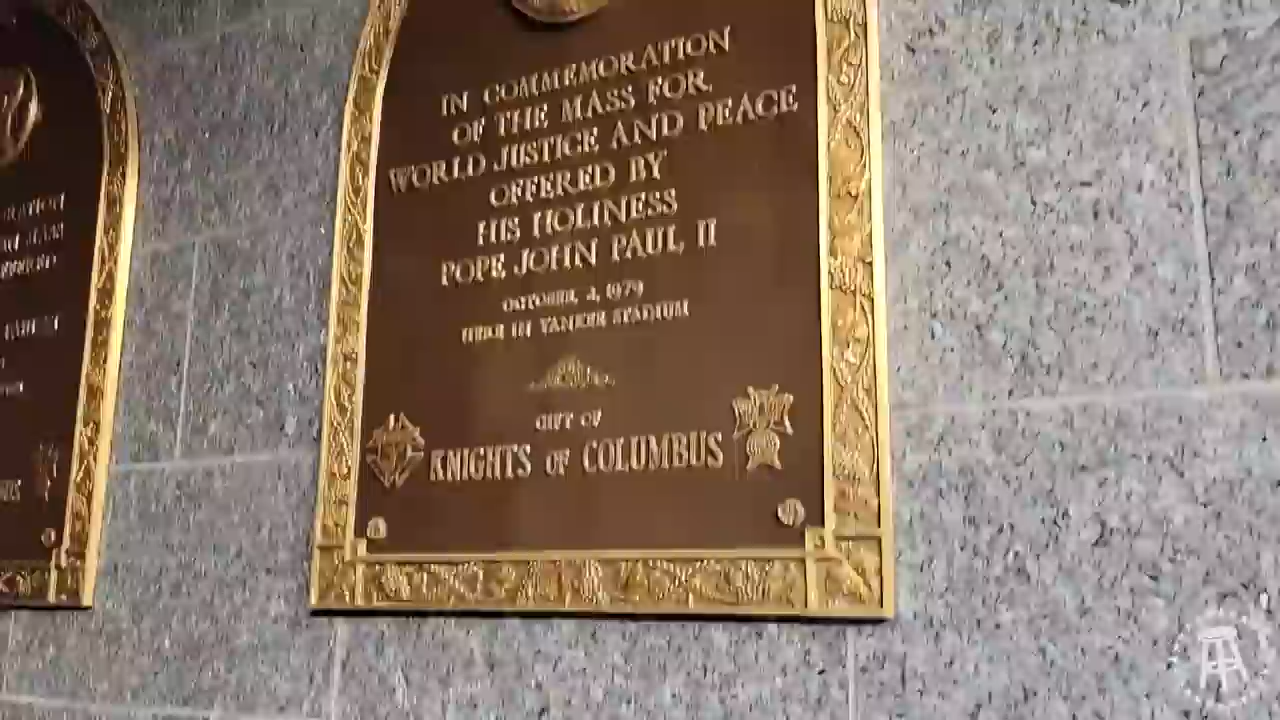 IN COMMEMORATION
OF THE MASS FOR
WORLD JUSTICE AND PEACE
OFFERED BY
HIS HOLINESS
POPE JOHN PAUL II
OCTOBER 2, 1979
HERE IN YANKEE STADIUM
GIFT OF
KNIGHTS OF COLUMBUS